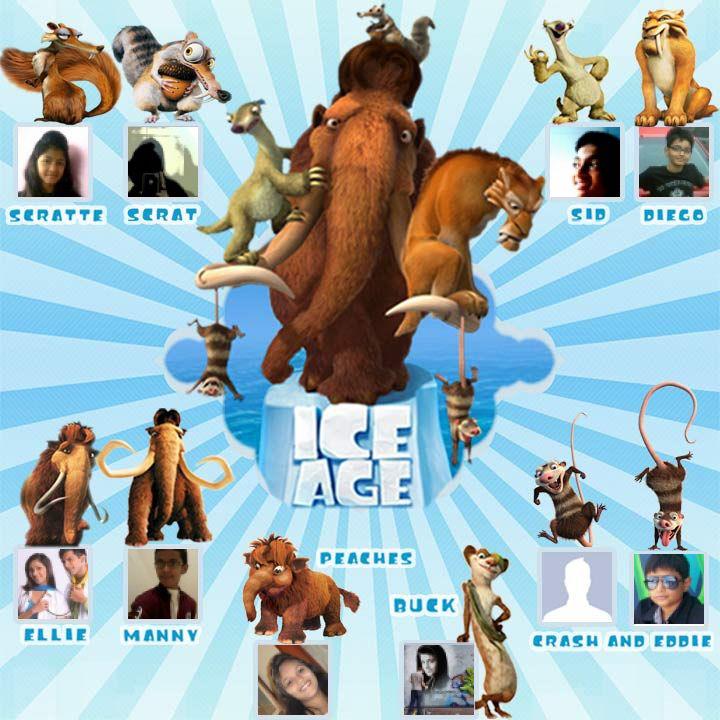 SCRATTE
SCRAT
SID
DIEGO
ICE
AGE
ELLIE
MANNY
PEACHES
BUCK
CRASH AND EDDIE